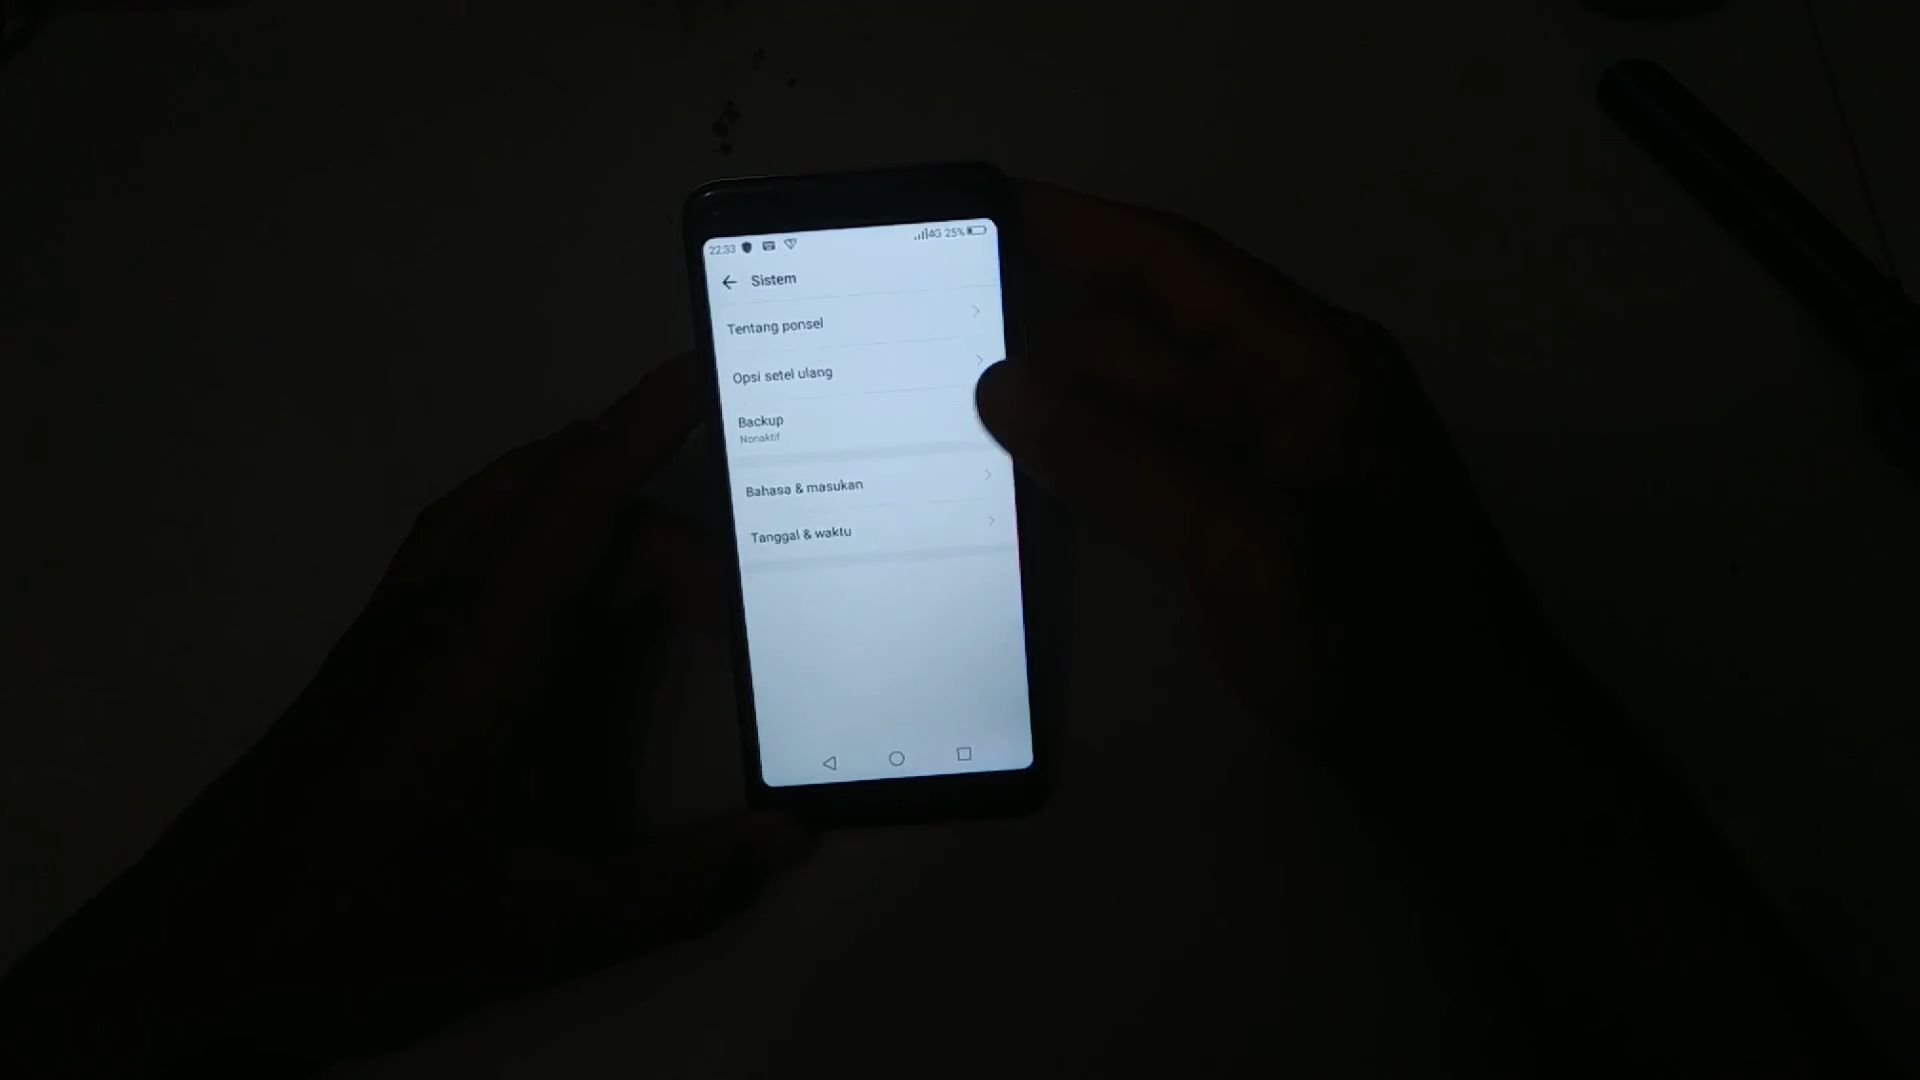 22:33 4G 25%
Sistem
Tentang ponsel
Opsi setel ulang
Backup
Nonaktif
Bahasa & masukan
Tanggal & waktu